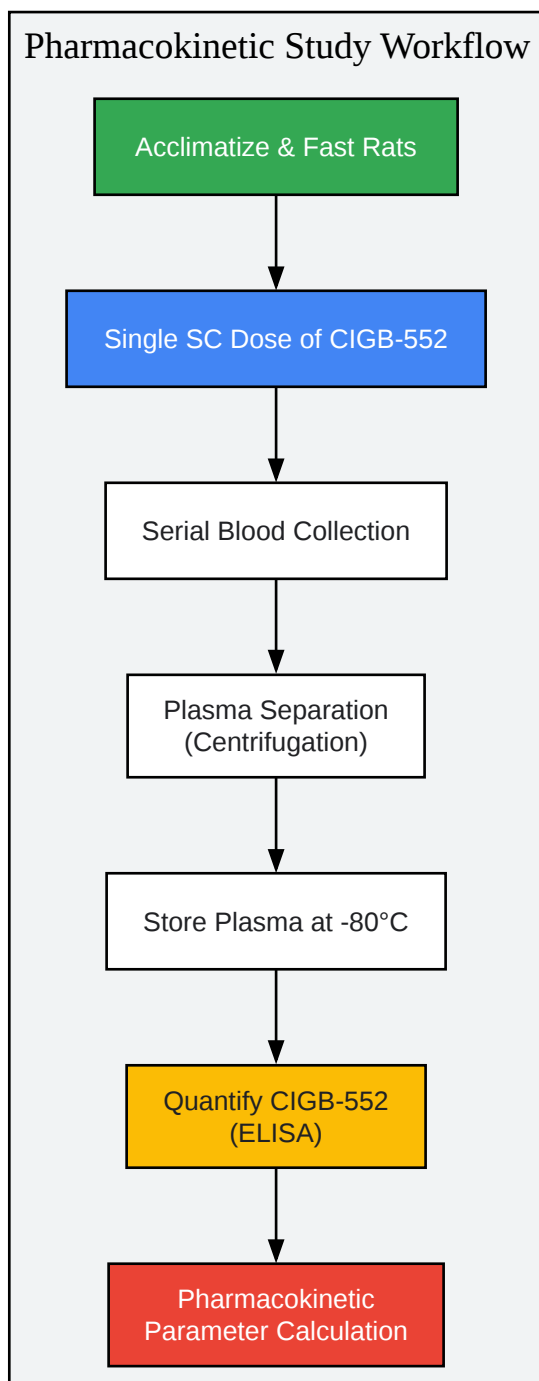 Pharmacokinetic Study Workflow
Acclimatize & Fast Rats
Single SC Dose of CIGB-552
Serial Blood Collection
Plasma Separation
(Centrifugation)
Store Plasma at -80°C
Quantify CIGB-552
(ELISA)
Pharmacokinetic
Parameter Calculation